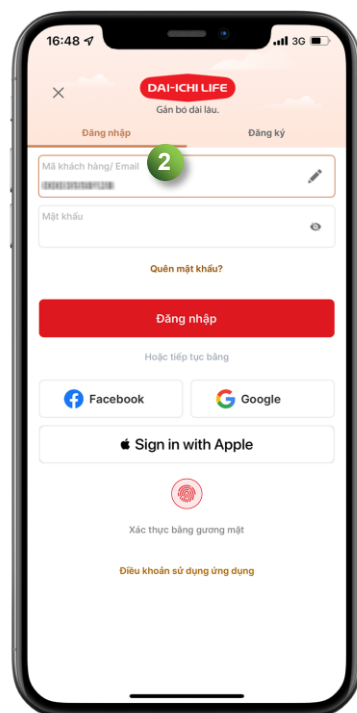 16:48
3G
DAI-ICHI LIFE
Gắn bó dài lâu.
Đăng nhập
Đăng ký
Mã khách hàng/ Email
2
Mật khẩu
Quên mật khẩu?
Đăng nhập
Hoặc tiếp tục bằng
Facebook
Google
Sign in with Apple
Xác thực bằng gương mặt
Điều khoản sử dụng ứng dụng